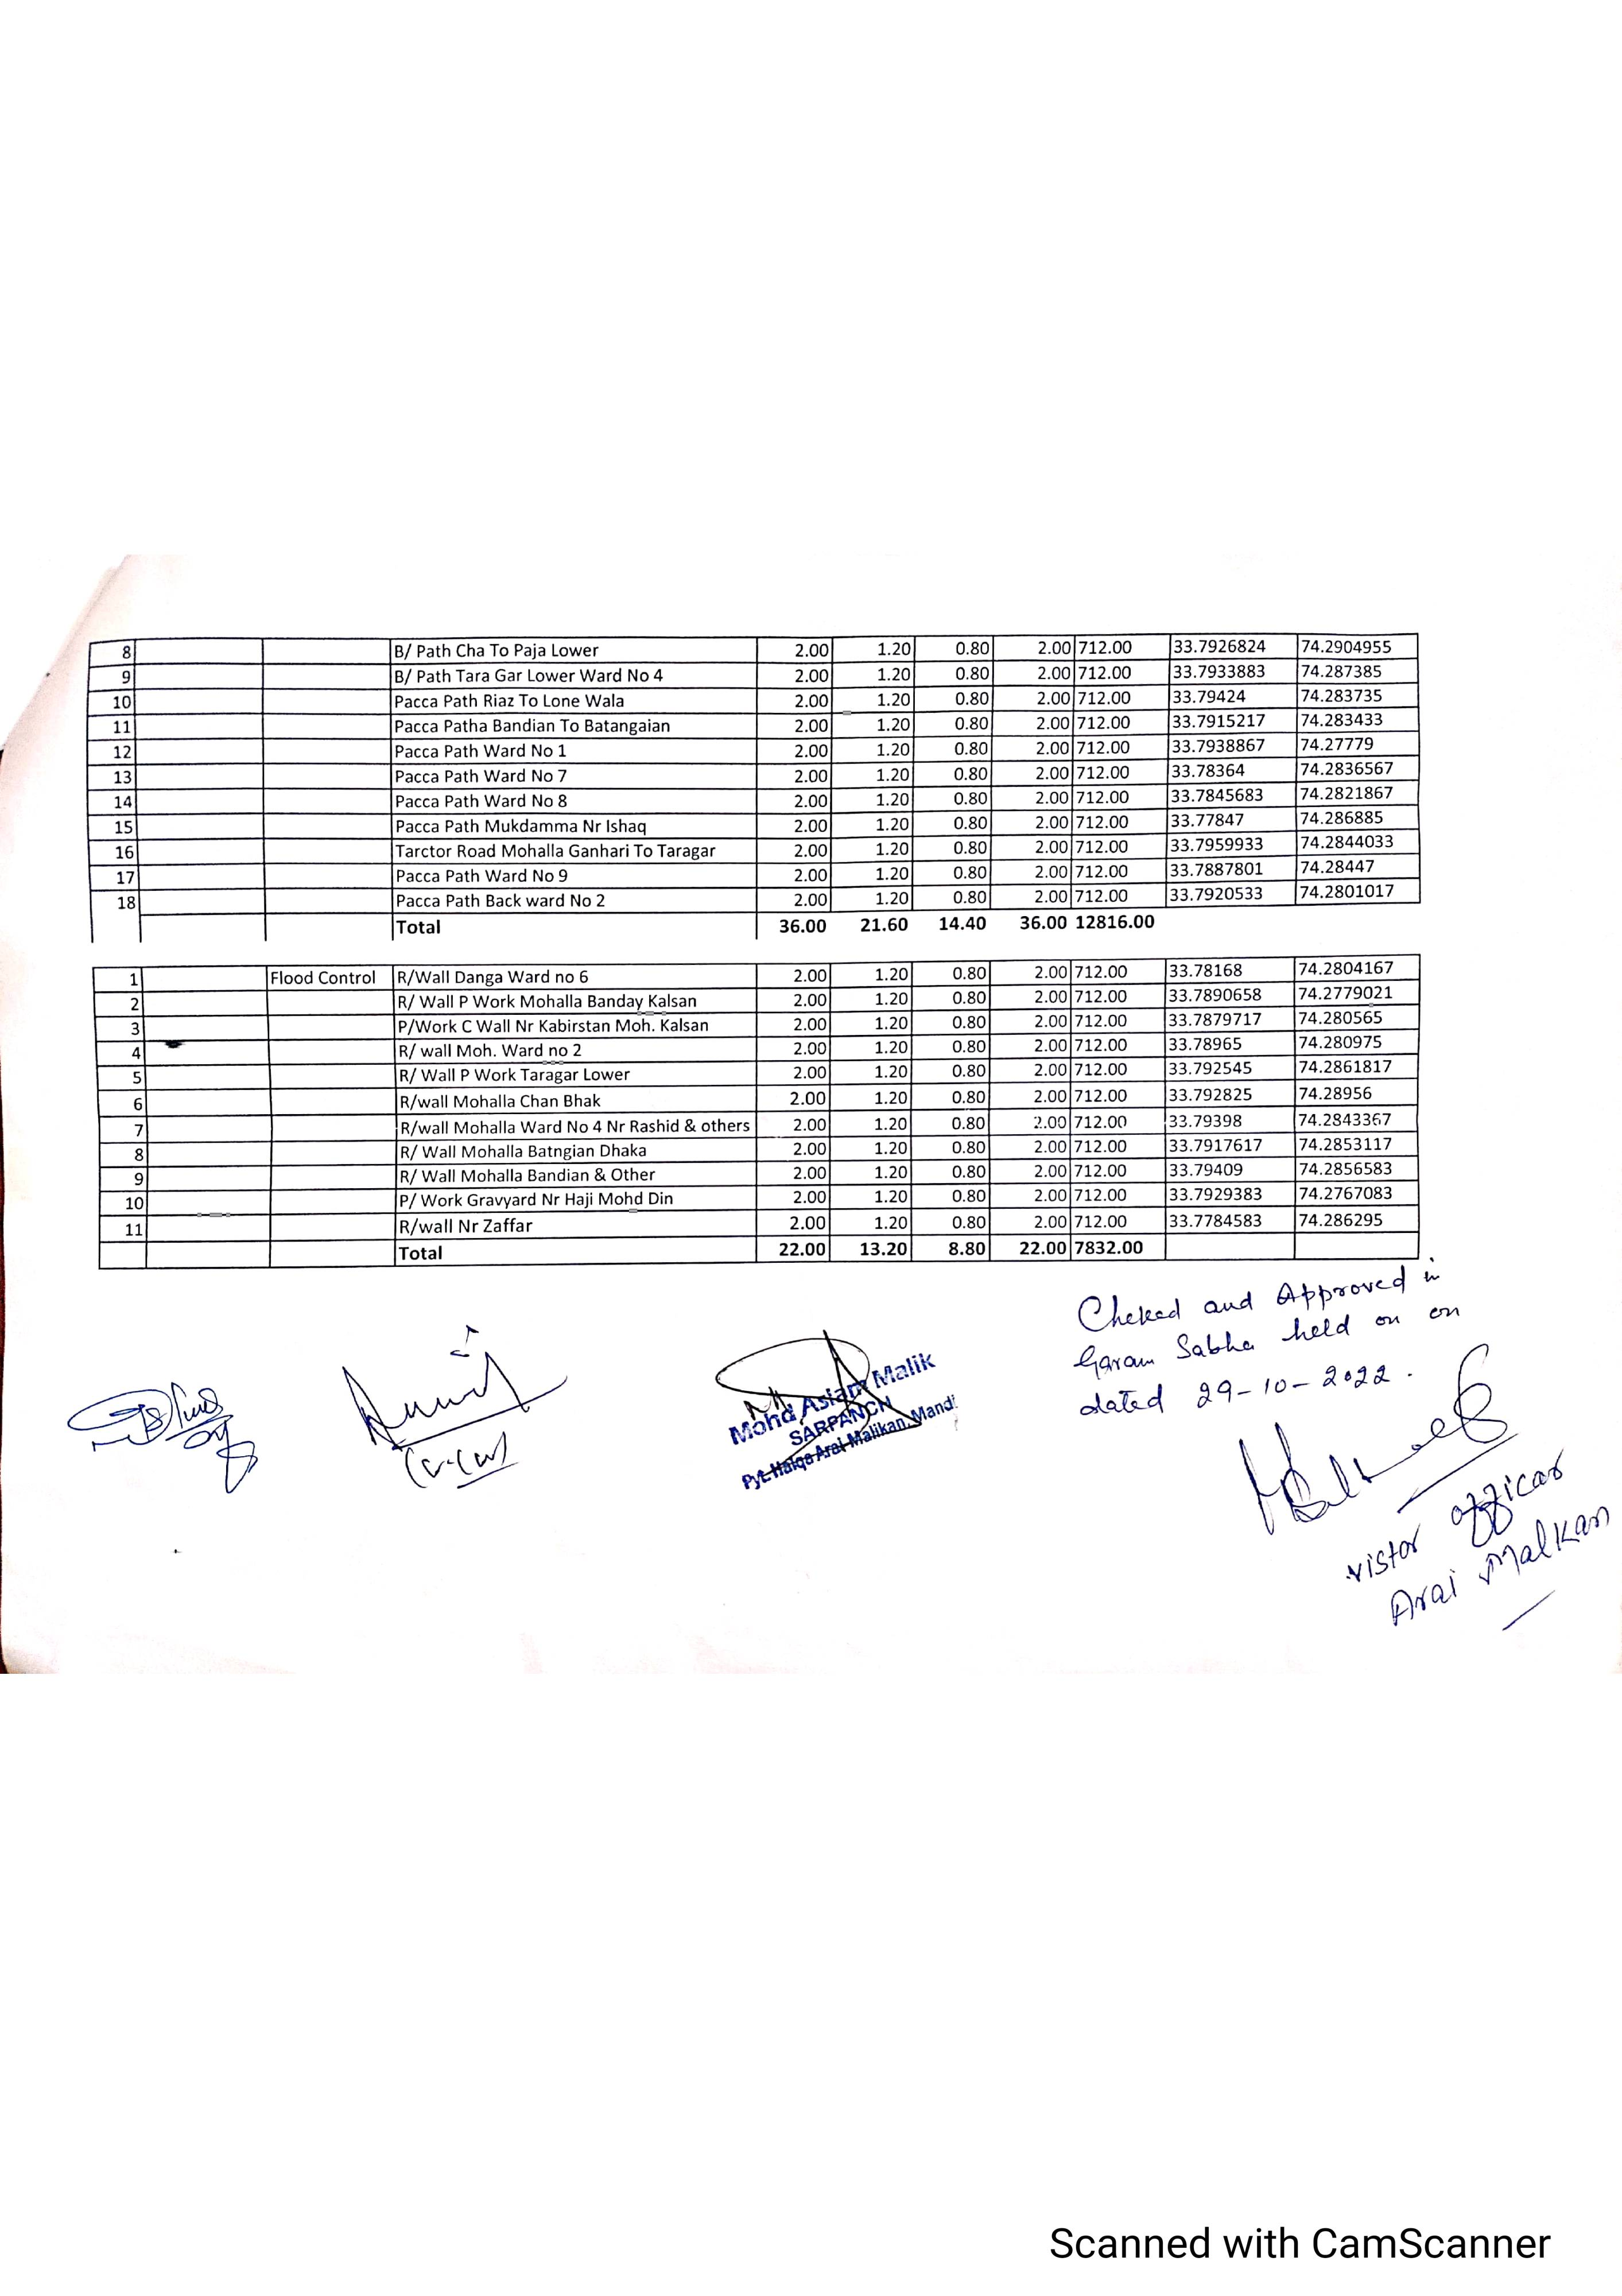 8 B/ Path Cha To Paja Lower 2.00 1.20 0.80 2.00 712.00 33.7926824 74.2904955
9 B/ Path Tara Gar Lower Ward No 4 2.00 1.20 0.80 2.00 712.00 33.7933883 74.287385
10 Pacca Path Riaz To Lone Wala 2.00 1.20 0.80 2.00 712.00 33.79424 74.283735
11 Pacca Patha Bandian To Batangaian 2.00 1.20 0.80 2.00 712.00 33.7915217 74.283433
12 Pacca Path Ward No 1 2.00 1.20 0.80 2.00 712.00 33.7938867 74.27779
13 Pacca Path Ward No 7 2.00 1.20 0.80 2.00 712.00 33.78364 74.2836567
14 Pacca Path Ward No 8 2.00 1.20 0.80 2.00 712.00 33.7845683 74.2821867
15 Pacca Path Mukdamma Nr Ishaq 2.00 1.20 0.80 2.00 712.00 33.77847 74.286885
16 Tarctor Road Mohalla Ganhari To Taragar 2.00 1.20 0.80 2.00 712.00 33.7959933 74.2844033
17 Pacca Path Ward No 9 2.00 1.20 0.80 2.00 712.00 33.7887801 74.28447
18 Pacca Path Back ward No 2 2.00 1.20 0.80 2.00 712.00 33.7920533 74.2801017
Total 36.00 21.60 14.40 36.00 12816.00
1 Flood Control R/Wall Danga Ward no 6 2.00 1.20 0.80 2.00 712.00 33.78168 74.2804167
2 R/ Wall P Work Mohalla Banday Kalsan 2.00 1.20 0.80 2.00 712.00 33.7890658 74.2779021
3 P/Work C Wall Nr Kabirstan Moh. Kalsan 2.00 1.20 0.80 2.00 712.00 33.7879717 74.280565
4 R/ wall Moh. Ward no 2 2.00 1.20 0.80 2.00 712.00 33.78965 74.280975
5 R/ Wall P Work Taragar Lower 2.00 1.20 0.80 2.00 712.00 33.792545 74.2861817
6 R/wall Mohalla Chan Bhak 2.00 1.20 0.80 2.00 712.00 33.792825 74.28956
7 R/wall Mohalla Ward No 4 Nr Rashid & others 2.00 1.20 0.80 2.00 712.00 33.79398 74.2843367
8 R/ Wall Mohalla Batngian Dhaka 2.00 1.20 0.80 2.00 712.00 33.7917617 74.2853117
9 R/ Wall Mohalla Bandian & Other 2.00 1.20 0.80 2.00 712.00 33.79409 74.2856583
10 P/ Work Gravyard Nr Haji Mohd Din 2.00 1.20 0.80 2.00 712.00 33.7929383 74.2767083
11 R/wall Nr Zaffar 2.00 1.20 0.80 2.00 712.00 33.7784583 74.286295
Total 22.00 13.20 8.80 22.00 7832.00
Cheked and Approved in
Garam Sabha held on on
dated 29-10-2022.
Mohd Aslam Malik
SARPANCH
Pyt. Halqa Arai Malikan, Mandi
vistor officar
Arai Malkan
Scanned with CamScanner